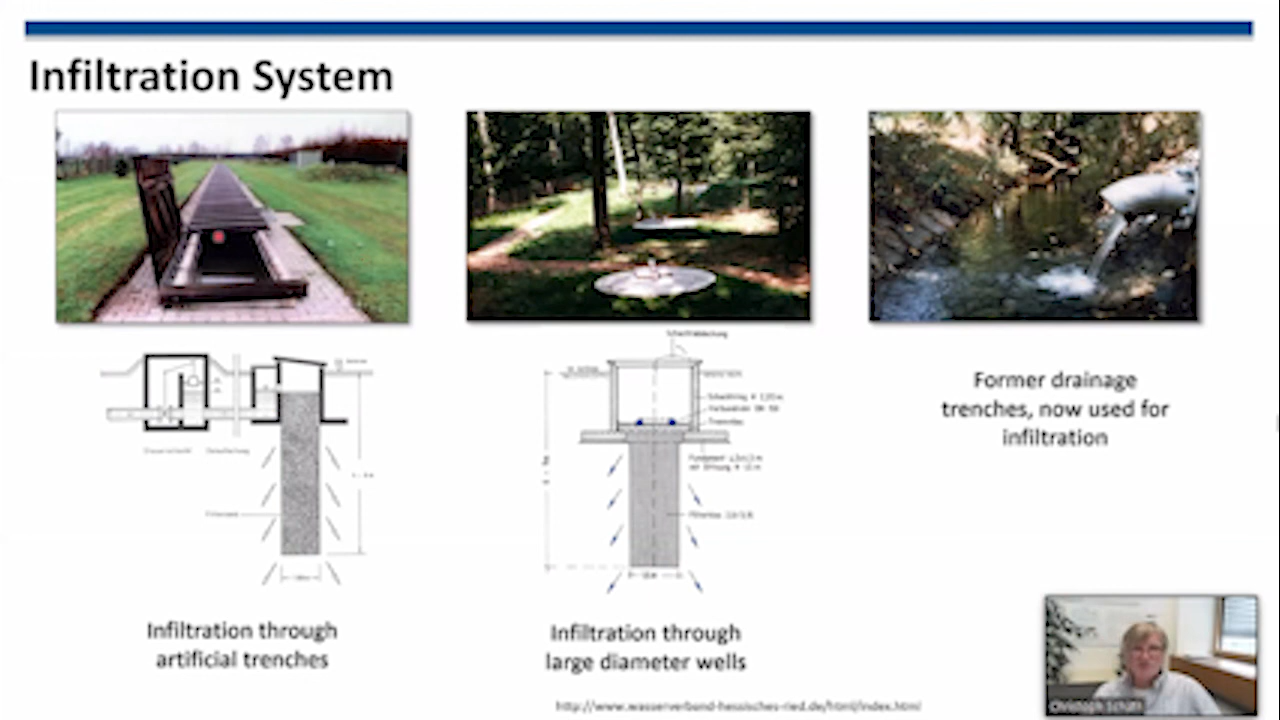 Infiltration System
Former drainage
trenches, now used for
infiltration
Infiltration through
artificial trenches
Infiltration through
large diameter wells
http://www.wasserverband-hessisches-ried.de/html/index.html
Christoph